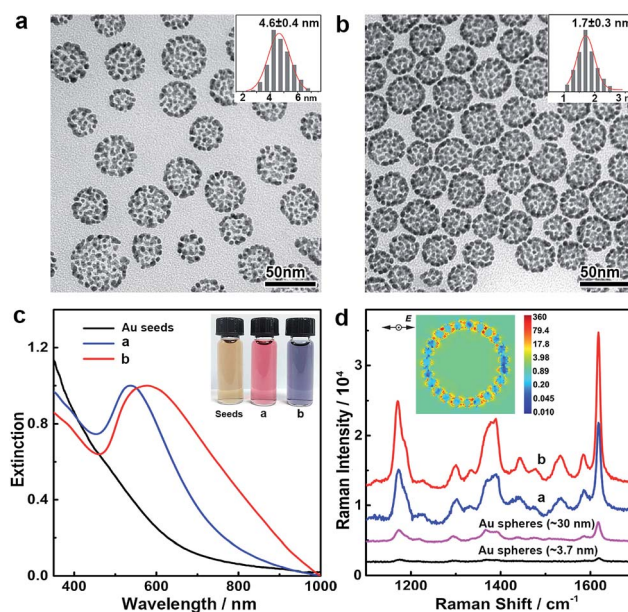 a
4.6±0.4 nm
2 4 6 nm
50nm
b
1.7±0.3 nm
1 2 3 nm
50nm
c
Au seeds
a
b
Seeds a b
1.2
0.8
0.4
0.0
Extinction
400 500 600 700 800 900 1000
Wavelength / nm
d
E
360
79.4
17.8
3.98
0.89
0.20
0.045
0.010
b
a
Au spheres (~30 nm)
Au spheres (~3.7 nm)
3
2
1
0
Raman Intensity / 10⁴
1200 1400 1600
Raman Shift / cm⁻¹